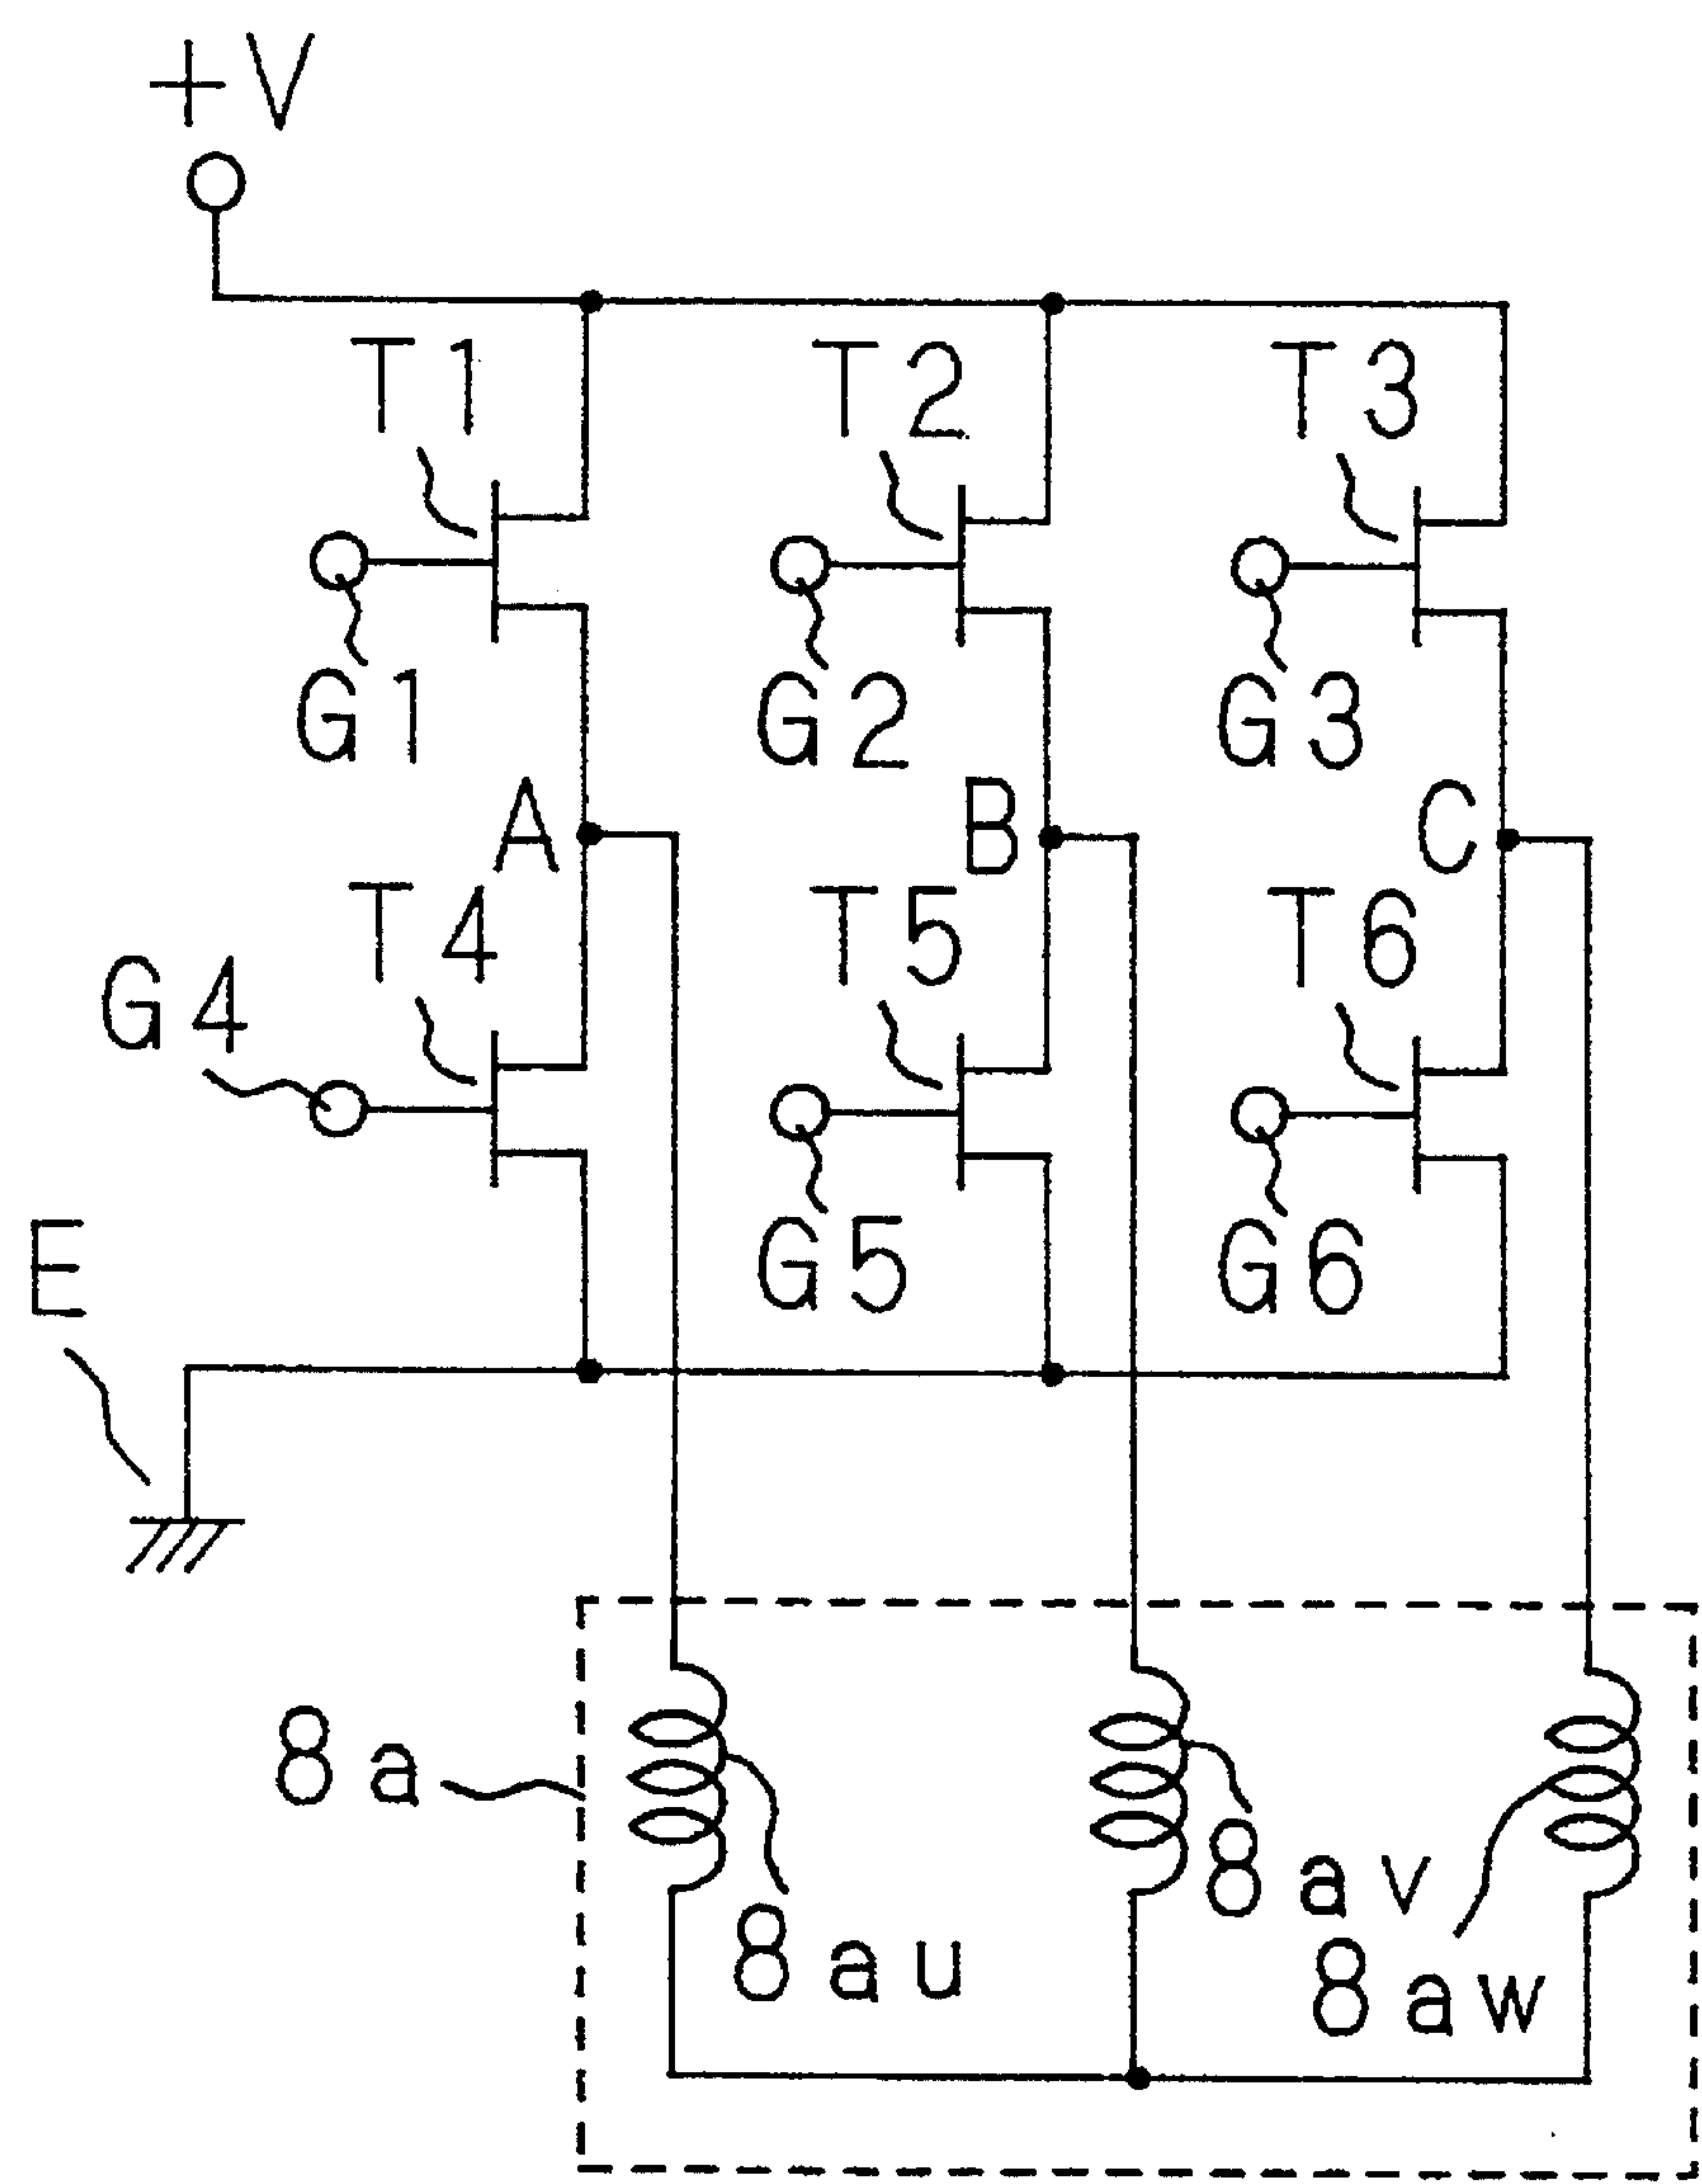 +V
T1 T2 T3
G1 G2 G3
A B C
T4 T5 T6
G4
G5 G6
E
8a
8au 8av
8aw